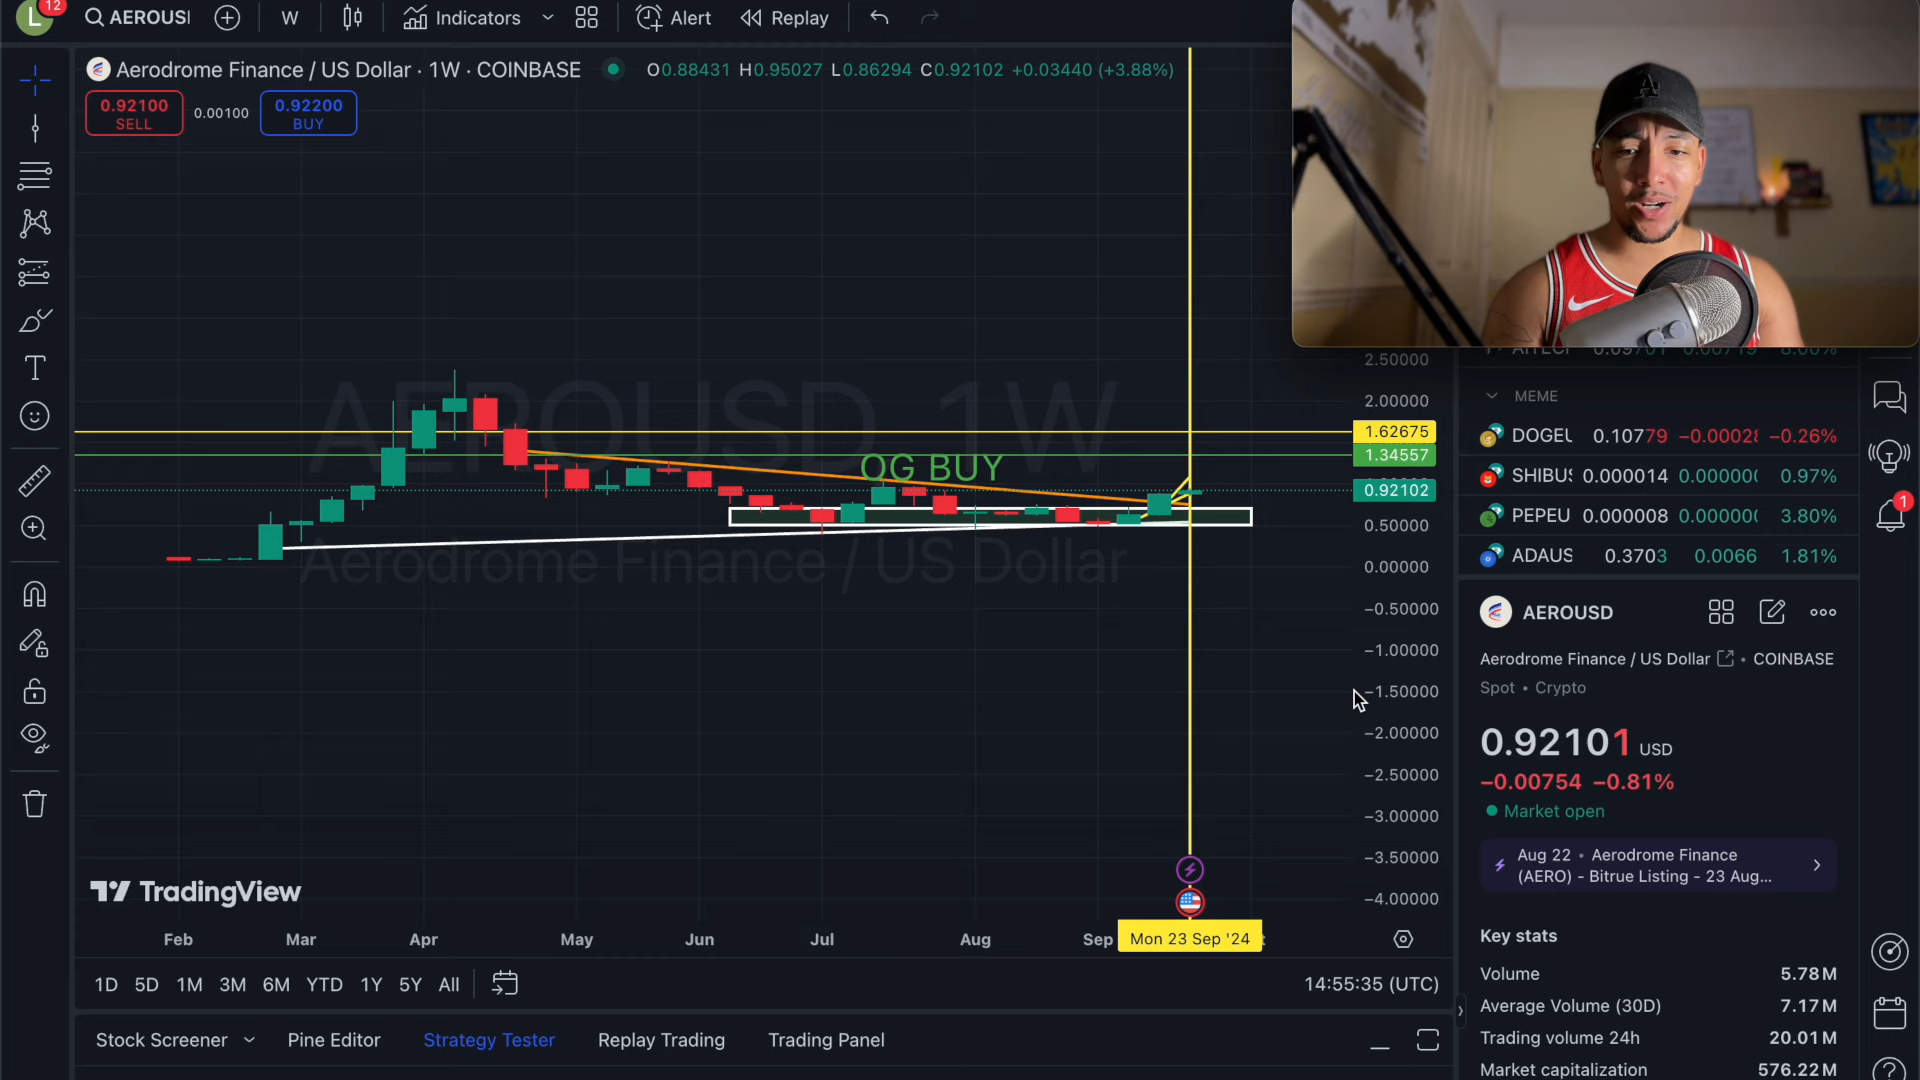 L 12
AEROUSD
W
Indicators
Alert
Replay
Aerodrome Finance / US Dollar · 1W · COINBASE
O0.88431 H0.95027 L0.86294 C0.92102 +0.03440 (+3.88%)
0.92100
SELL
0.00100
0.92200
BUY
AEROUSD, 1W
Aerodrome Finance / US Dollar
OG BUY
2.50000
2.00000
1.62675
1.34557
0.92102
0.50000
0.00000
−0.50000
−1.00000
−1.50000
−2.00000
−2.50000
−3.00000
−3.50000
−4.00000
TradingView
Feb
Mar
Apr
May
Jun
Jul
Aug
Sep
Mon 23 Sep '24
1D
5D
1M
3M
6M
YTD
1Y
5Y
All
14:55:35 (UTC)
Stock Screener
Pine Editor
Strategy Tester
Replay Trading
Trading Panel
MEME
DOGEU 0.10779 −0.00028 −0.26%
SHIBUS 0.000014 0.00000 0.97%
PEPEU 0.000008 0.00000 3.80%
ADAUS 0.3703 0.0066 1.81%
AEROUSD
Aerodrome Finance / US Dollar • COINBASE
Spot • Crypto
0.92101 USD
−0.00754 −0.81%
Market open
Aug 22 • Aerodrome Finance
(AERO) - Bitrue Listing - 23 Aug...
Key stats
Volume 5.78M
Average Volume (30D) 7.17M
Trading volume 24h 20.01M
Market capitalization 576.22M
1